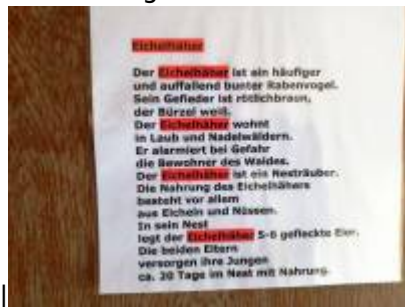 Eichelhäher
Der Eichelhäher ist ein häufiger
und auffallend bunter Rabenvogel.
Sein Gefieder ist rötlichbraun,
der Bürzel weiß.
Der Eichelhäher wohnt
in Laub und Nadelwäldern.
Er alarmiert bei Gefahr
die Bewohner des Waldes.
Der Eichelhäher ist ein Nesträuber.
Die Nahrung des Eichelhähers
besteht vor allem
aus Eicheln und Nüssen.
In sein Nest
legt der Eichelhäher 5-6 gefleckte Eier.
Die beiden Eltern
versorgen ihre Jungen
ca. 20 Tage im Nest mit Nahrung.